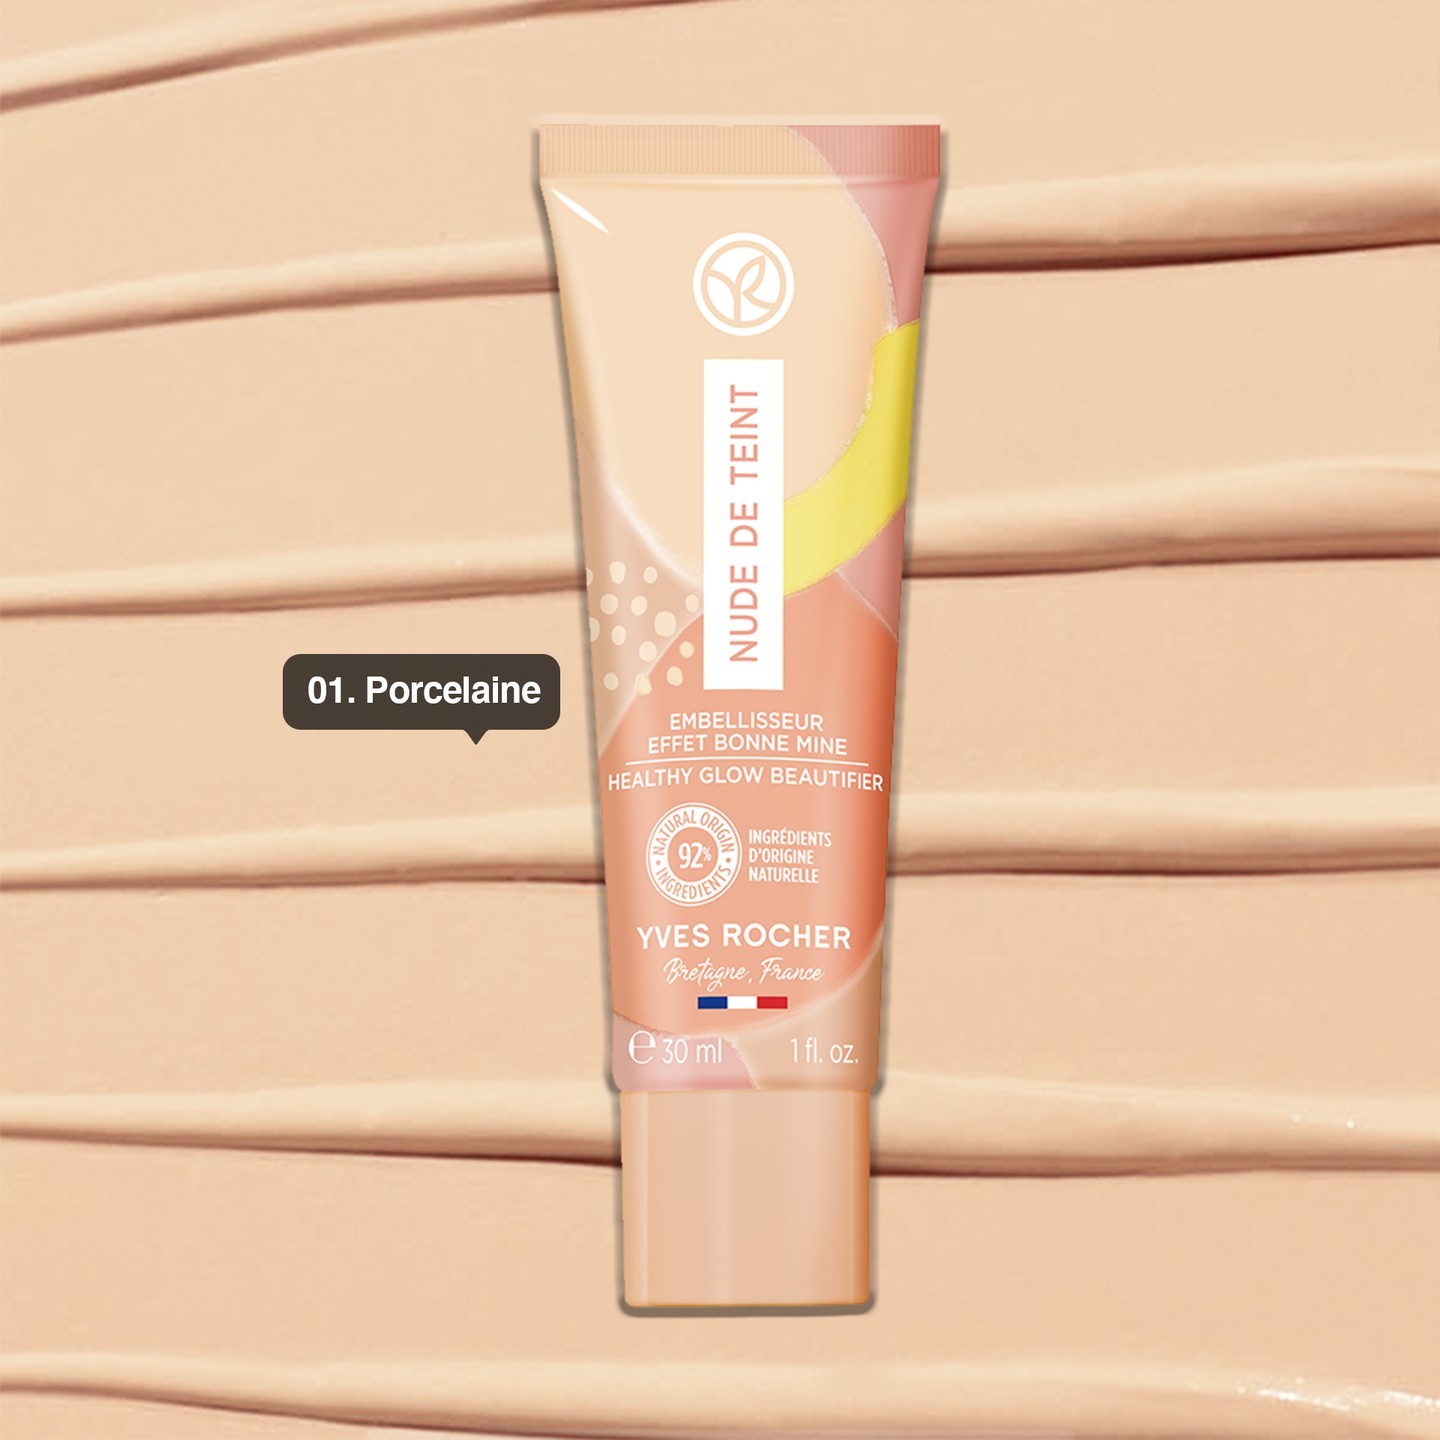 NUDE DE TEINT
01. Porcelaine
EMBELLISSEUR
EFFET BONNE MINE
HEALTHY GLOW BEAUTIFIER
NATURAL ORIGIN
92%
INGREDIENTS
INGRÉDIENTS
D'ORIGINE
NATURELLE
YVES ROCHER
Bretagne, France
e 30 ml 1 fl. oz.